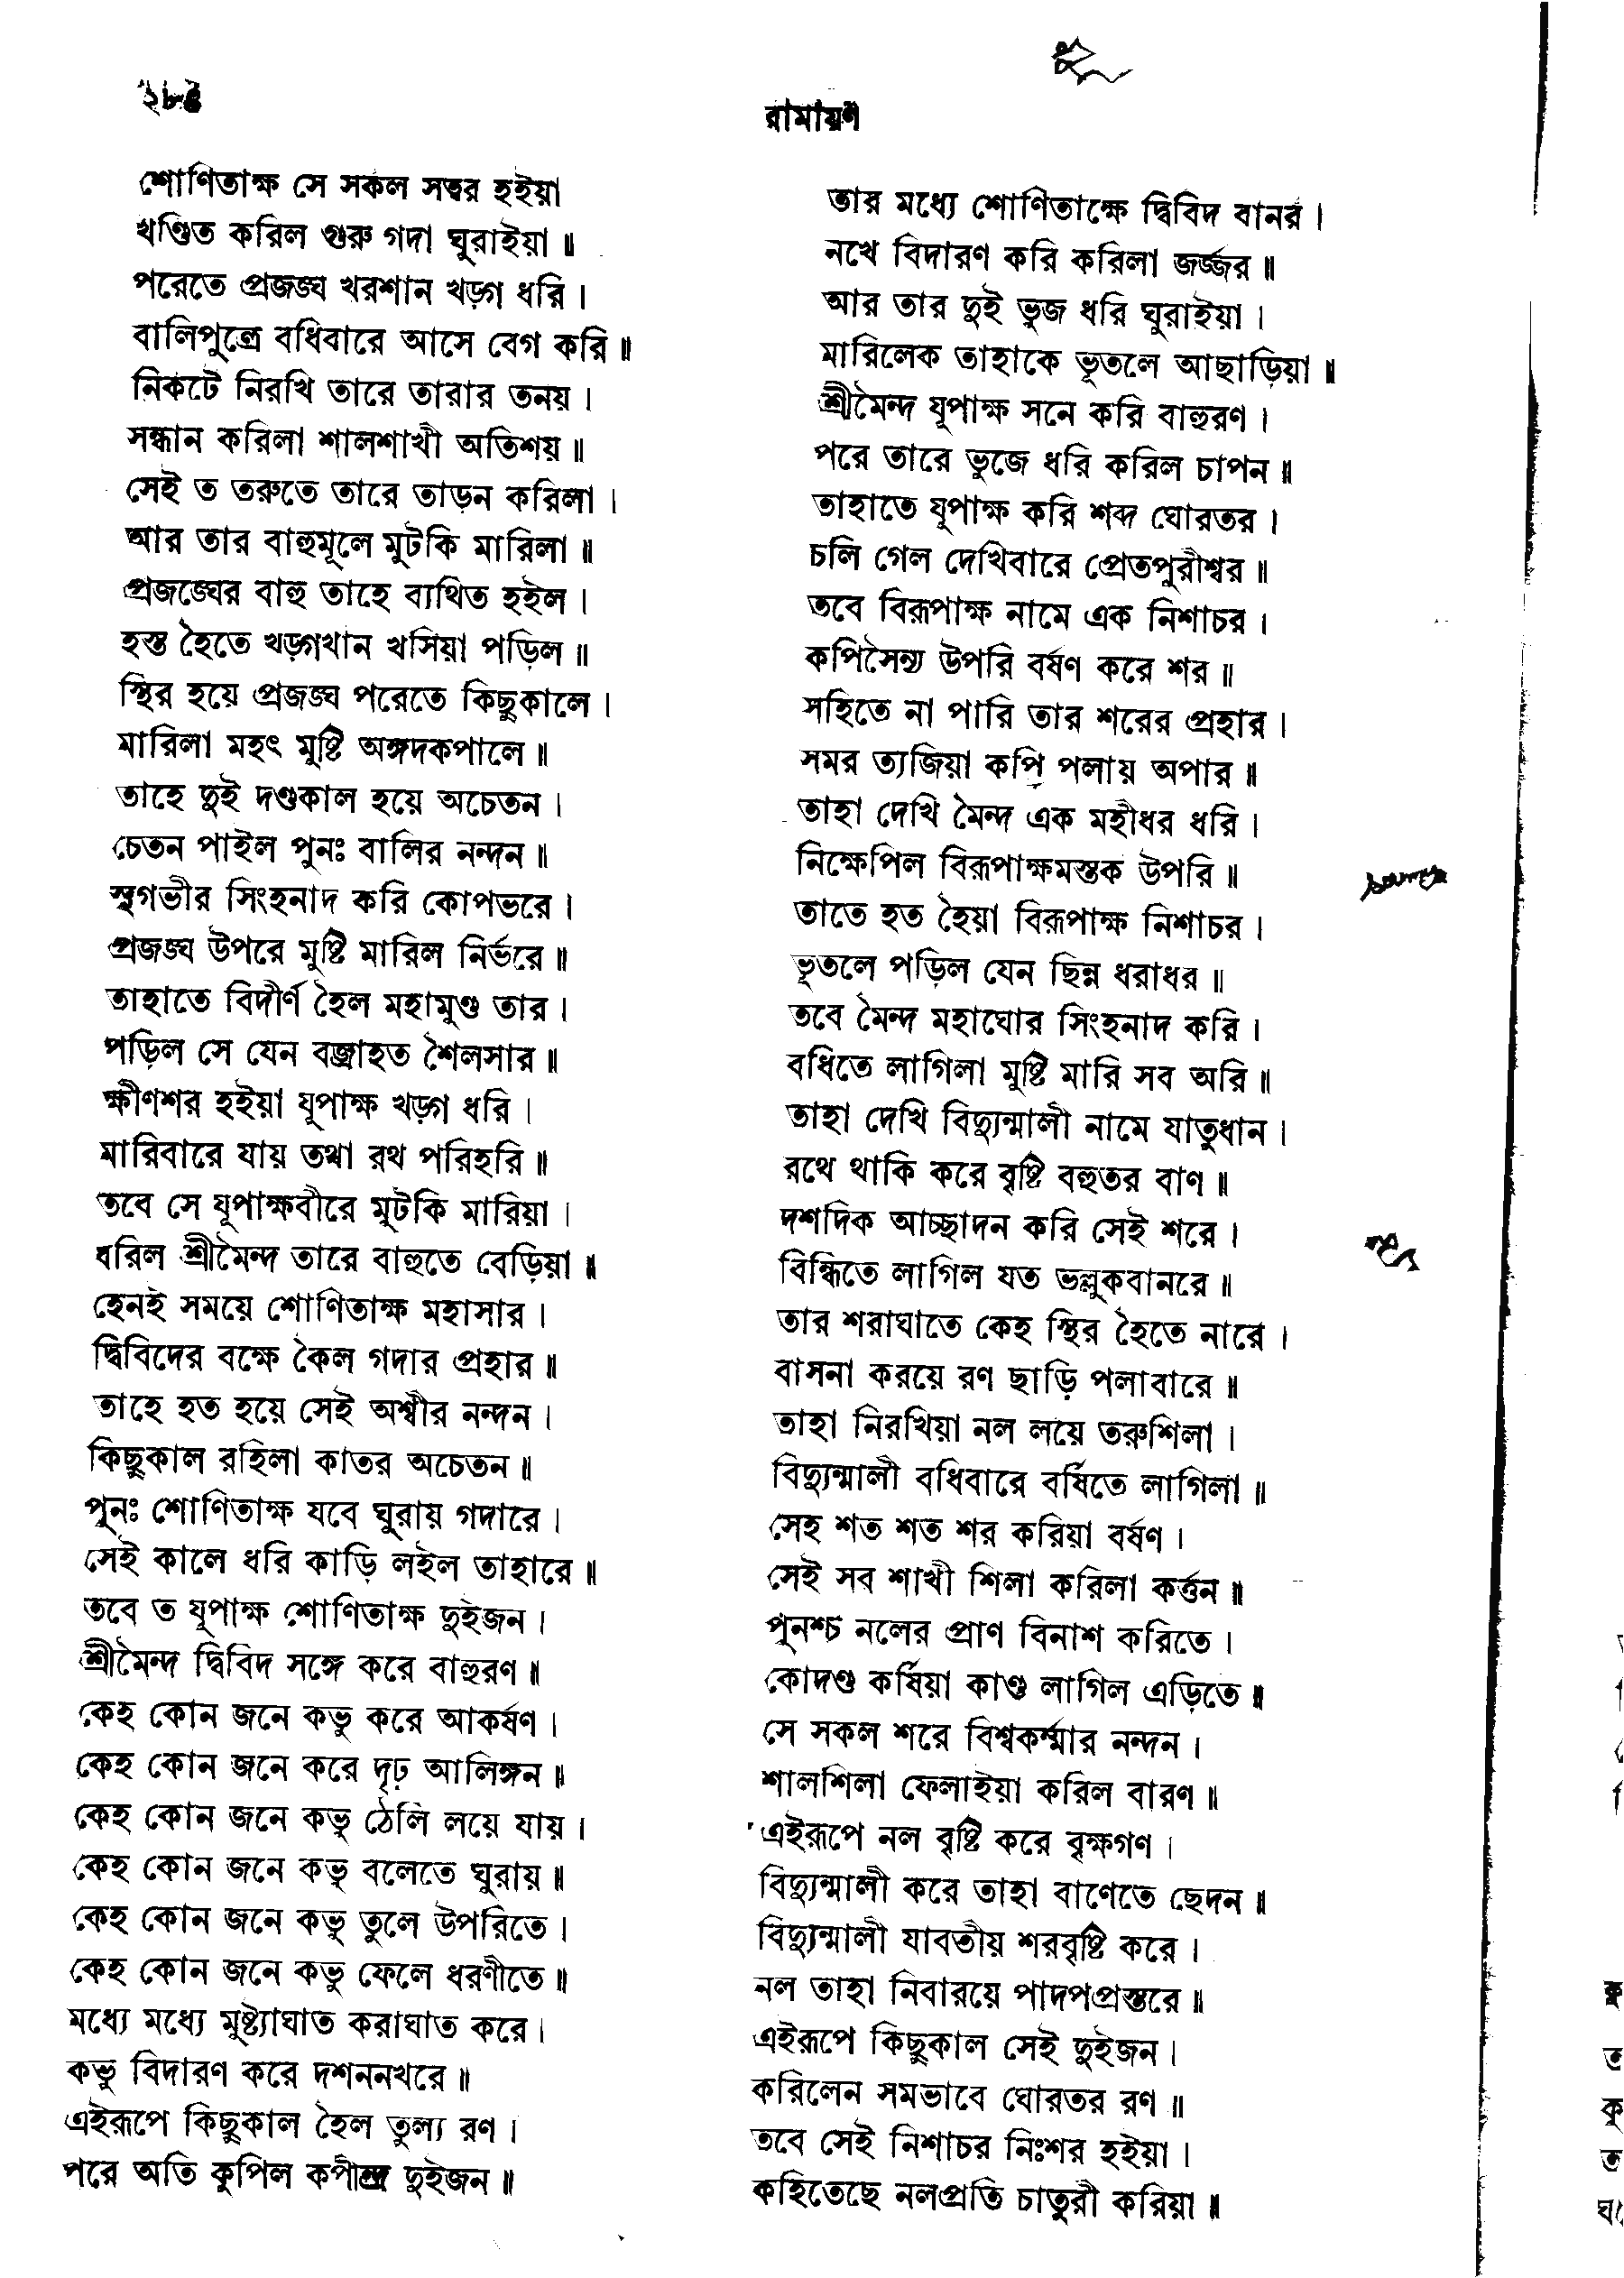 রামায়ণ
শোণিতাক্ষ সে সকল সত্বর হইয়া
খণ্ডিত করিল গুরু গদা ঘুরাইয়া॥
পরেতে প্রজঙ্ঘ খরশান খড়্গ ধরি।
বালিপুত্ত্রে বধিবারে আসে বেগ করি॥
নিকটে নিরখি তারে তারার তনয়।
সন্ধান করিলা শালশাখী অতিশয়॥
সেই ত তরুতে তারে তাড়ন করিলা।
আর তার বাহুমূলে মুটকি মারিলা॥
প্রজঙ্ঘের বাহু তাহে ব্যথিত হইল।
হস্ত হৈতে খড়্গখান খসিয়া পড়িল॥
স্থির হয়ে প্রজঙ্ঘ পরেতে কিছুকালে।
মারিলা মহৎ মুষ্টি অঙ্গদকপালে॥
তাহে দুই দণ্ডকাল হয়ে অচেতন।
চেতন পাইল পুনঃ বালির নন্দন॥
সুগভীর সিংহনাদ করি কোপভরে।
প্রজঙ্ঘ উপরে মুষ্টি মারিল নির্ভরে॥
তাহাতে বিদীর্ণ হৈল মহামুণ্ড তার।
পড়িল সে যেন বজ্রাহত শৈলসার॥
ক্ষীণশর হইয়া যূপাক্ষ খড়্গ ধরি।
মারিবারে যায় তথা রথ পরিহরি॥
তবে সে যূপাক্ষবীরে মুটকি মারিয়া।
ধরিল শ্রীমৈন্দ তারে বাহুতে বেড়িয়া॥
হেনই সময়ে শোণিতাক্ষ মহাসার।
দ্বিবিদের বক্ষে কৈল গদার প্রহার॥
তাহে হত হয়ে সেই অশ্বীর নন্দন।
কিছুকাল রহিলা কাতর অচেতন॥
পুনঃ শোণিতাক্ষ যবে ঘুরায় গদারে।
সেই কালে ধরি কাড়ি লইল তাহারে॥
তবে ত যূপাক্ষ শোণিতাক্ষ দুইজন।
শ্রীমৈন্দ দ্বিবিদ সঙ্গে করে বাহুরণ॥
কেহ কোন জনে কভু করে আকর্ষণ।
কেহ কোন জনে করে দৃঢ় আলিঙ্গন॥
কেহ কোন জনে কভু ঠেলি লয়ে যায়।
কেহ কোন জনে কভু বলেতে ঘুরায়॥
কেহ কোন জনে কভু তুলে উপরিতে।
কেহ কোন জনে কভু ফেলে ধরণীতে॥
মধ্যে মধ্যে মুষ্ট্যাঘাত করাঘাত করে।
কভু বিদারণ করে দশননখরে॥
এইরূপে কিছুকাল হৈল তুল্য রণ।
পরে অতি কুপিল কপীন্দ্র দুইজন॥
তার মধ্যে শোণিতাক্ষে দ্বিবিদ বানর।
নখে বিদারণ করি করিলা জর্জ্জর॥
আর তার দুই ভুজ ধরি ঘুরাইয়া।
মারিলেক তাহাকে ভূতলে আছাড়িয়া॥
শ্রীমৈন্দ যূপাক্ষ সনে করি বাহুরণ।
পরে তারে ভুজে ধরি করিল চাপন॥
তাহাতে যূপাক্ষ করি শব্দ ঘোরতর।
চলি গেল দেখিবারে প্রেতপুরীশ্বর॥
তবে বিরূপাক্ষ নামে এক নিশাচর।
কপিসৈন্য উপরি বর্ষণ করে শর॥
সহিতে না পারি তার শরের প্রহার।
সমর ত্যজিয়া কপি পলায় অপার॥
তাহা দেখি মৈন্দ এক মহীধর ধরি।
নিক্ষেপিল বিরূপাক্ষমস্তক উপরি॥
তাতে হত হৈয়া বিরূপাক্ষ নিশাচর।
ভূতলে পড়িল যেন ছিন্ন ধরাধর॥
তবে মৈন্দ মহাঘোর সিংহনাদ করি।
বধিতে লাগিলা মুষ্টি মারি সব অরি॥
তাহা দেখি বিদ্যুন্মালী নামে যাতুধান।
রথে থাকি করে বৃষ্টি বহুতর বাণ॥
দশদিক আচ্ছাদন করি সেই শরে।
বিন্ধিতে লাগিল যত ভল্লুকবানরে॥
তার শরাঘাতে কেহ স্থির হৈতে নারে।
বাসনা করয়ে রণ ছাড়ি পলাবারে॥
তাহা নিরখিয়া নল লয়ে তরুশিলা।
বিদ্যুন্মালী বধিবারে বর্ষিতে লাগিলা॥
সেহ শত শত শর করিয়া বর্ষণ।
সেই সব শাখী শিলা করিলা কর্ত্তন॥
পুনশ্চ নলের প্রাণ বিনাশ করিতে।
কোদণ্ড কর্ষিয়া কাণ্ড লাগিল এড়িতে॥
সে সকল শরে বিশ্বকর্ম্মার নন্দন।
শালশিলা ফেলাইয়া করিল বারণ॥
এইরূপে নল বৃষ্টি করে বৃক্ষগণ।
বিদ্যুন্মালী করে তাহা বাণেতে ছেদন॥
বিদ্যুন্মালী যাবতীয় শরবৃষ্টি করে।
নল তাহা নিবারয়ে পাদপপ্রস্তরে॥
এইরূপে কিছুকাল সেই দুইজন।
করিলেন সমভাবে ঘোরতর রণ॥
তবে সেই নিশাচর নিঃশর হইয়া।
কহিতেছে নলপ্রতি চাতুরী করিয়া॥